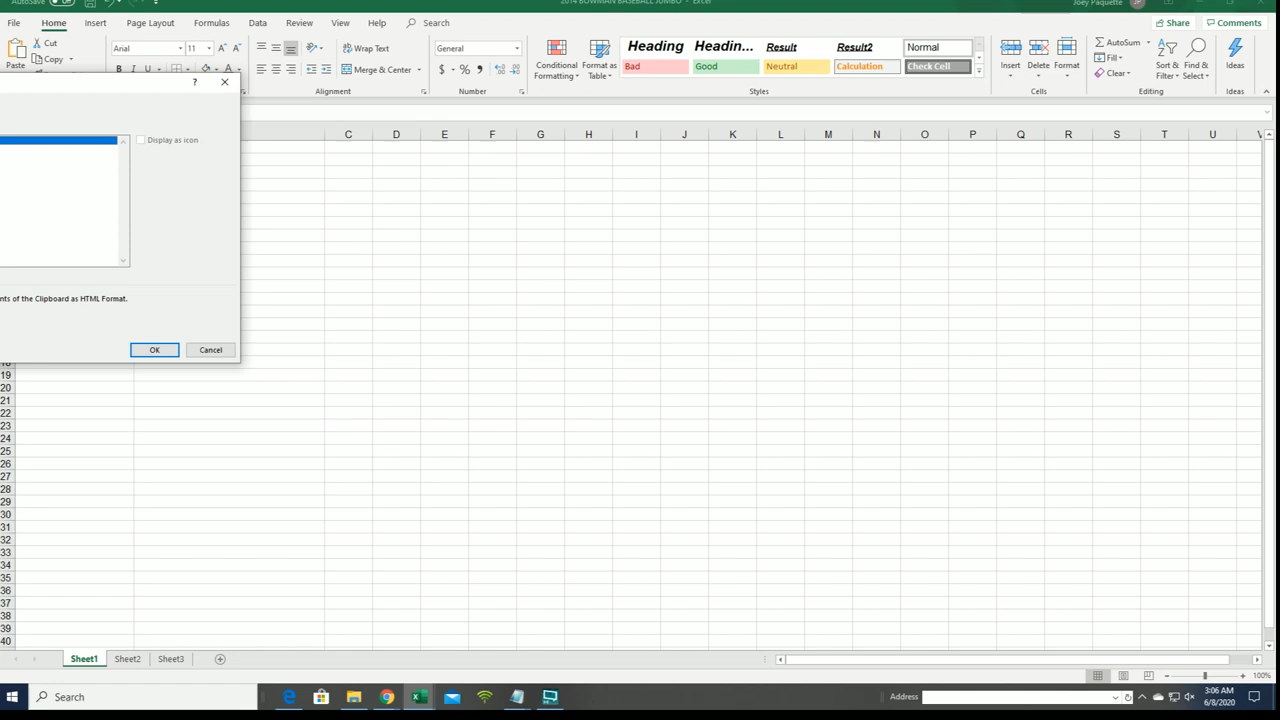 AutoSave Off 2014 BOWMAN BASEBALL JUMBO - Excel Joey Paquette JP
File Home Insert Page Layout Formulas Data Review View Help Search Share Comments
Paste Cut Copy Arial 11 A A Wrap Text General Conditional Formatting Format as Table Heading Headin... Result Result2 Normal Insert Delete Format AutoSum Fill Clear Sort & Filter Find & Select Ideas
B I U A Merge & Center $ % Bad Good Neutral Calculation Check Cell
Alignment Number Styles Cells Editing Ideas
?
C D E F G H I J K L M N O P Q R S T U V
Display as icon
nts of the Clipboard as HTML Format.
OK Cancel
18
19
20
21
22
23
24
25
26
27
28
29
30
31
32
33
34
35
36
37
38
39
40
Sheet1 Sheet2 Sheet3
100%
Search Address 3:06 AM
6/8/2020